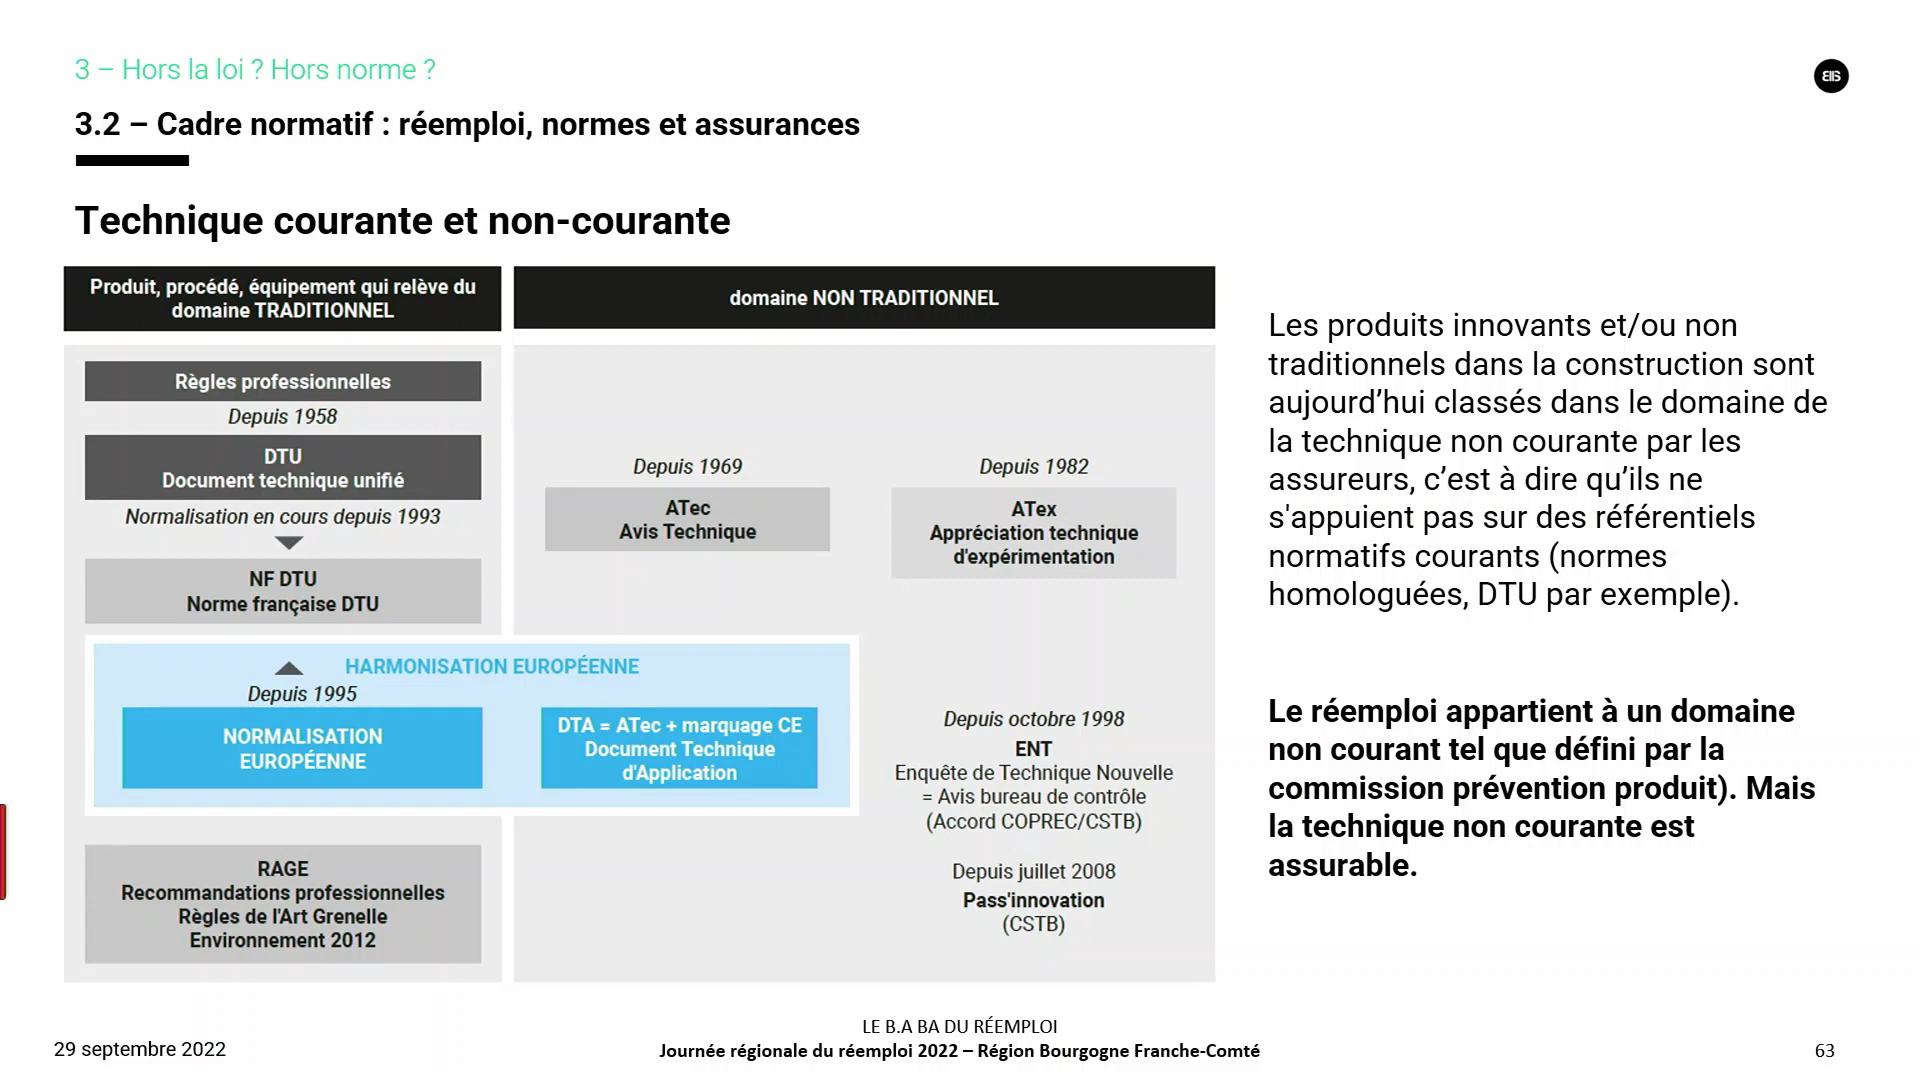 3 – Hors la loi ? Hors norme ?
3.2 – Cadre normatif : réemploi, normes et assurances
Technique courante et non-courante
Produit, procédé, équipement qui relève du
domaine TRADITIONNEL
Règles professionnelles
Depuis 1958
DTU
Document technique unifié
Normalisation en cours depuis 1993
NF DTU
Norme française DTU
domaine NON TRADITIONNEL
Depuis 1969
ATec
Avis Technique
Depuis 1982
ATex
Appréciation technique
d'expérimentation
HARMONISATION EUROPÉENNE
Depuis 1995
NORMALISATION
EUROPÉENNE
DTA = ATec + marquage CE
Document Technique
d'Application
Depuis octobre 1998
ENT
Enquête de Technique Nouvelle
= Avis bureau de contrôle
(Accord COPREC/CSTB)
Depuis juillet 2008
Pass'innovation
(CSTB)
RAGE
Recommandations professionnelles
Règles de l'Art Grenelle
Environnement 2012
Les produits innovants et/ou non
traditionnels dans la construction sont
aujourd’hui classés dans le domaine de
la technique non courante par les
assureurs, c’est à dire qu’ils ne
s'appuient pas sur des référentiels
normatifs courants (normes
homologuées, DTU par exemple).
Le réemploi appartient à un domaine
non courant tel que défini par la
commission prévention produit). Mais
la technique non courante est
assurable.
29 septembre 2022
LE B.A BA DU RÉEMPLOI
Journée régionale du réemploi 2022 – Région Bourgogne Franche-Comté
63